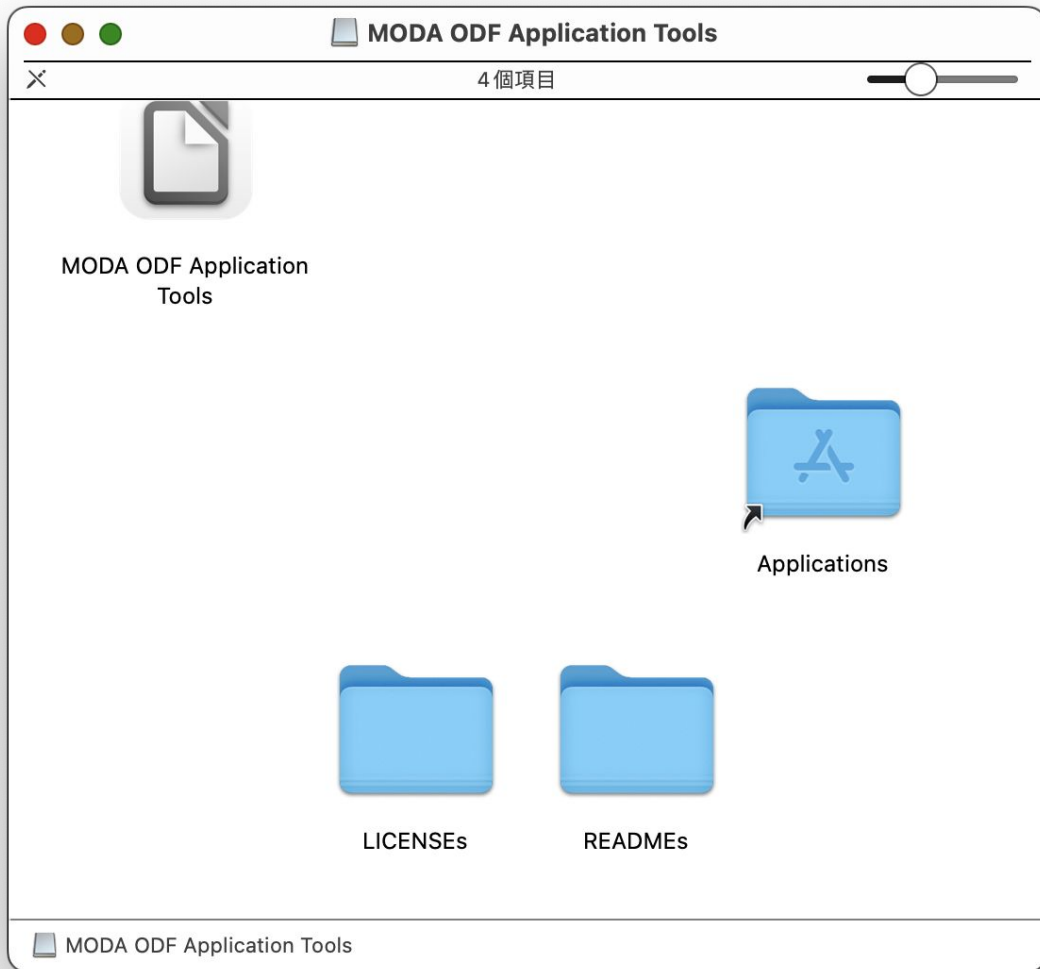 MODA ODF Application Tools
4個項目
MODA ODF Application
Tools
Applications
LICENSEs
READMEs
MODA ODF Application Tools